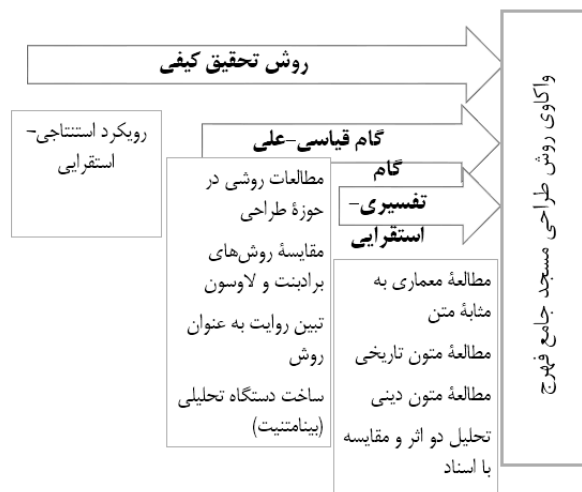 روش تحقیق کیفی
واکاوی روش طراحی مسجد جامع فهرج
رویکرد استنتاجی-
استقرایی
گام قیاسی-علی
مطالعات روشی در
حوزهٔ طراحی
مقایسهٔ روش‌های
برادبنت و لاوسون
تبین روایت به عنوان
روش
ساخت دستگاه تحلیلی
(بینامتنیت)
گام
تفسیری-
استقرایی
مطالعهٔ معماری به
مثابهٔ متن
مطالعهٔ متون تاریخی
مطالعهٔ متون دینی
تحلیل دو اثر و مقایسه
با اسناد